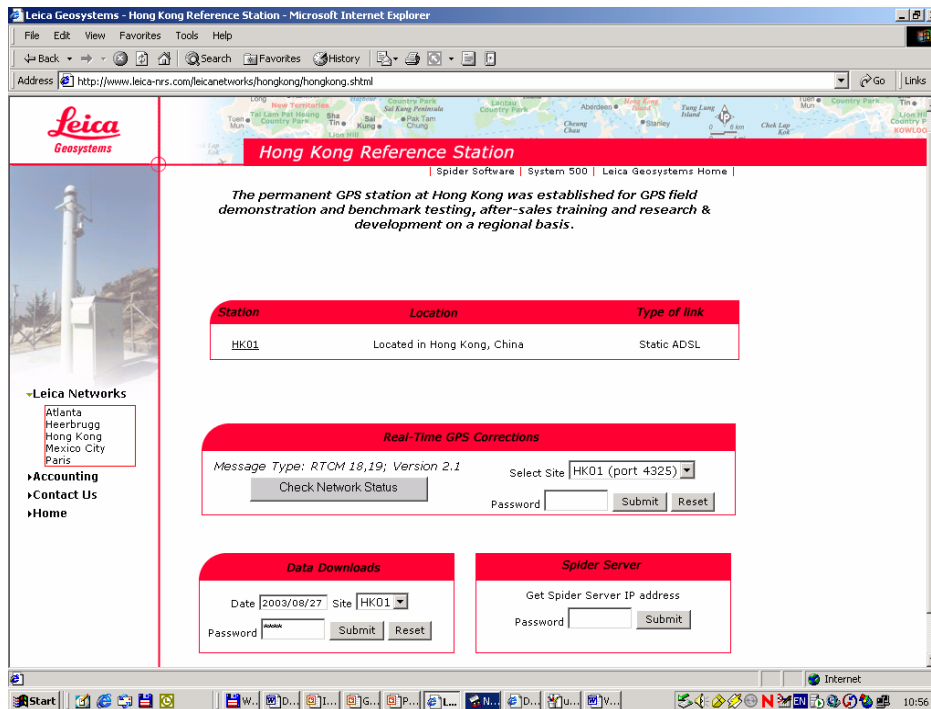 Leica Geosystems - Hong Kong Reference Station - Microsoft Internet Explorer
File Edit View Favorites Tools Help
Back Search Favorites History
Address http://www.leica-nrs.com/leicanetworks/hongkong/hongkong.shtml Go Links
Leica
Geosystems
Hong Kong Reference Station
Spider Software | System 500 | Leica Geosystems Home |
The permanent GPS station at Hong Kong was established for GPS field
demonstration and benchmark testing, after-sales training and research &
development on a regional basis.
Station Location Type of link
HK01 Located in Hong Kong, China Static ADSL
Leica Networks
Atlanta
Heerbrugg
Hong Kong
Mexico City
Paris
Accounting
Contact Us
Home
Real-Time GPS Corrections
Message Type: RTCM 18,19; Version 2.1
Select Site HK01 (port 4325)
Check Network Status
Password Submit Reset
Data Downloads
Date 2003/08/27 Site HK01
Password **** Submit Reset
Spider Server
Get Spider Server IP address
Password Submit
Internet
Start W... D... I... G... P... L... N... D... u... V... EN 10:56